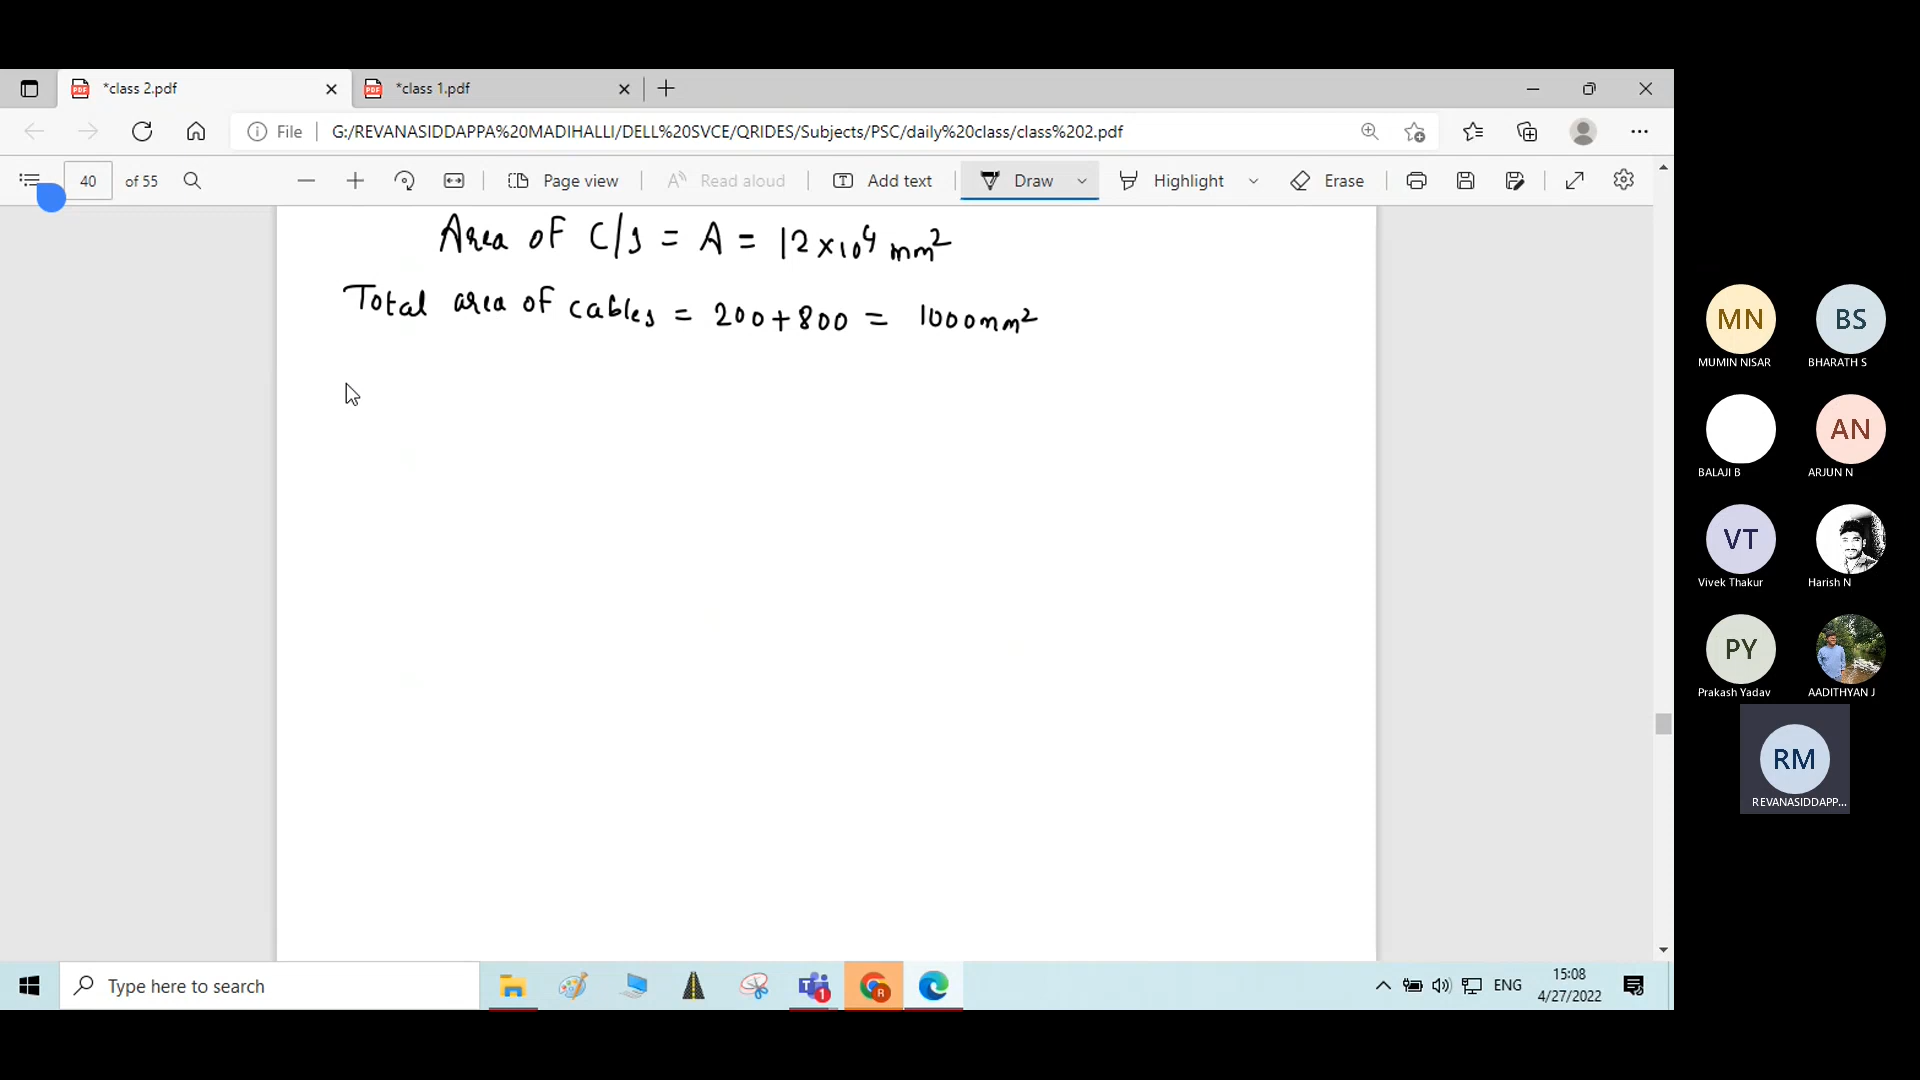 *class 2.pdf
*class 1.pdf
File
G:/REVANASIDDAPPA%20MADIHALLI/DELL%20SVCE/QRIDES/Subjects/PSC/daily%20class/class%202.pdf
40 of 55
Page view
Read aloud
Add text
Draw
Highlight
Erase
Area of C/s = A = 12×10⁴ mm²
Total area of cables = 200+800 = 1000mm²
MN
MUMIN NISAR
BS
BHARATH S
BALAJI B
AN
ARJUN N
VT
Vivek Thakur
Harish N
PY
Prakash Yadav
AADITHYAN J
RM
REVANASIDDAPP...
Type here to search
1
R
ENG
15:08
4/27/2022